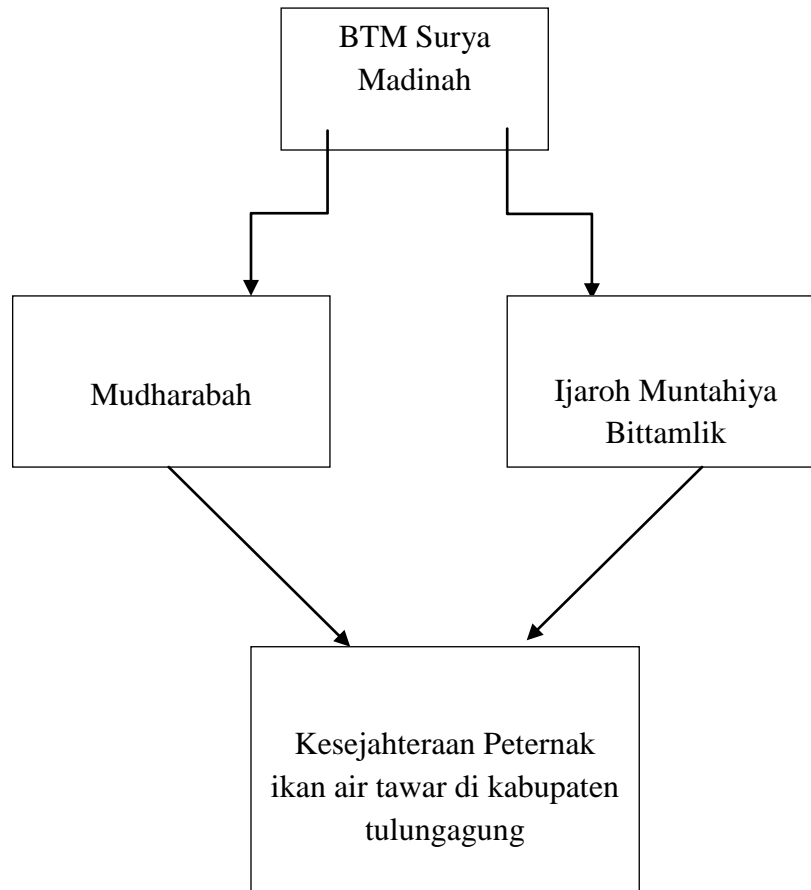 BTM Surya
Madinah
Mudharabah
Ijaroh Muntahiya
Bittamlik
Kesejahteraan Peternak
ikan air tawar di kabupaten
tulungagung